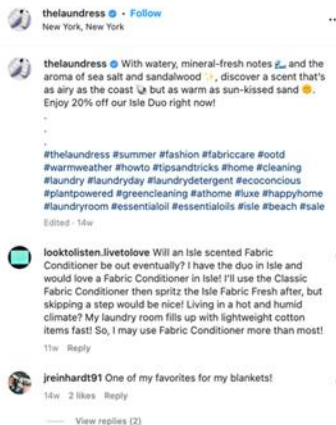 thelaundress • Follow
New York, New York
thelaundress With watery, mineral-fresh notes 🌊 and the
aroma of sea salt and sandalwood ✨, discover a scent that's
as airy as the coast 🐚 but as warm as sun-kissed sand 🌞.
Enjoy 20% off our Isle Duo right now!
.
.
.
#thelaundress #summer #fashion #fabriccare #ootd
#warmweather #howto #tipsandtricks #home #cleaning
#laundry #laundryday #laundrydetergent #ecoconcious
#plantpowered #greencleaning #athome #luxe #happyhome
#laundryroom #essentialoil #essentialoils #isle #beach #sale
Edited · 14w
looktolisten.livetolove Will an Isle scented Fabric
Conditioner be out eventually? I have the duo in Isle and
would love a Fabric Conditioner in Isle! I'll use the Classic
Fabric Conditioner then spritz the Isle Fabric Fresh after, but
skipping a step would be nice! Living in a hot and humid
climate? My laundry room fills up with lightweight cotton
items fast! So, I may use Fabric Conditioner more than most!
11w Reply
jreinhardt91 One of my favorites for my blankets!
14w 2 likes Reply
View replies (2)